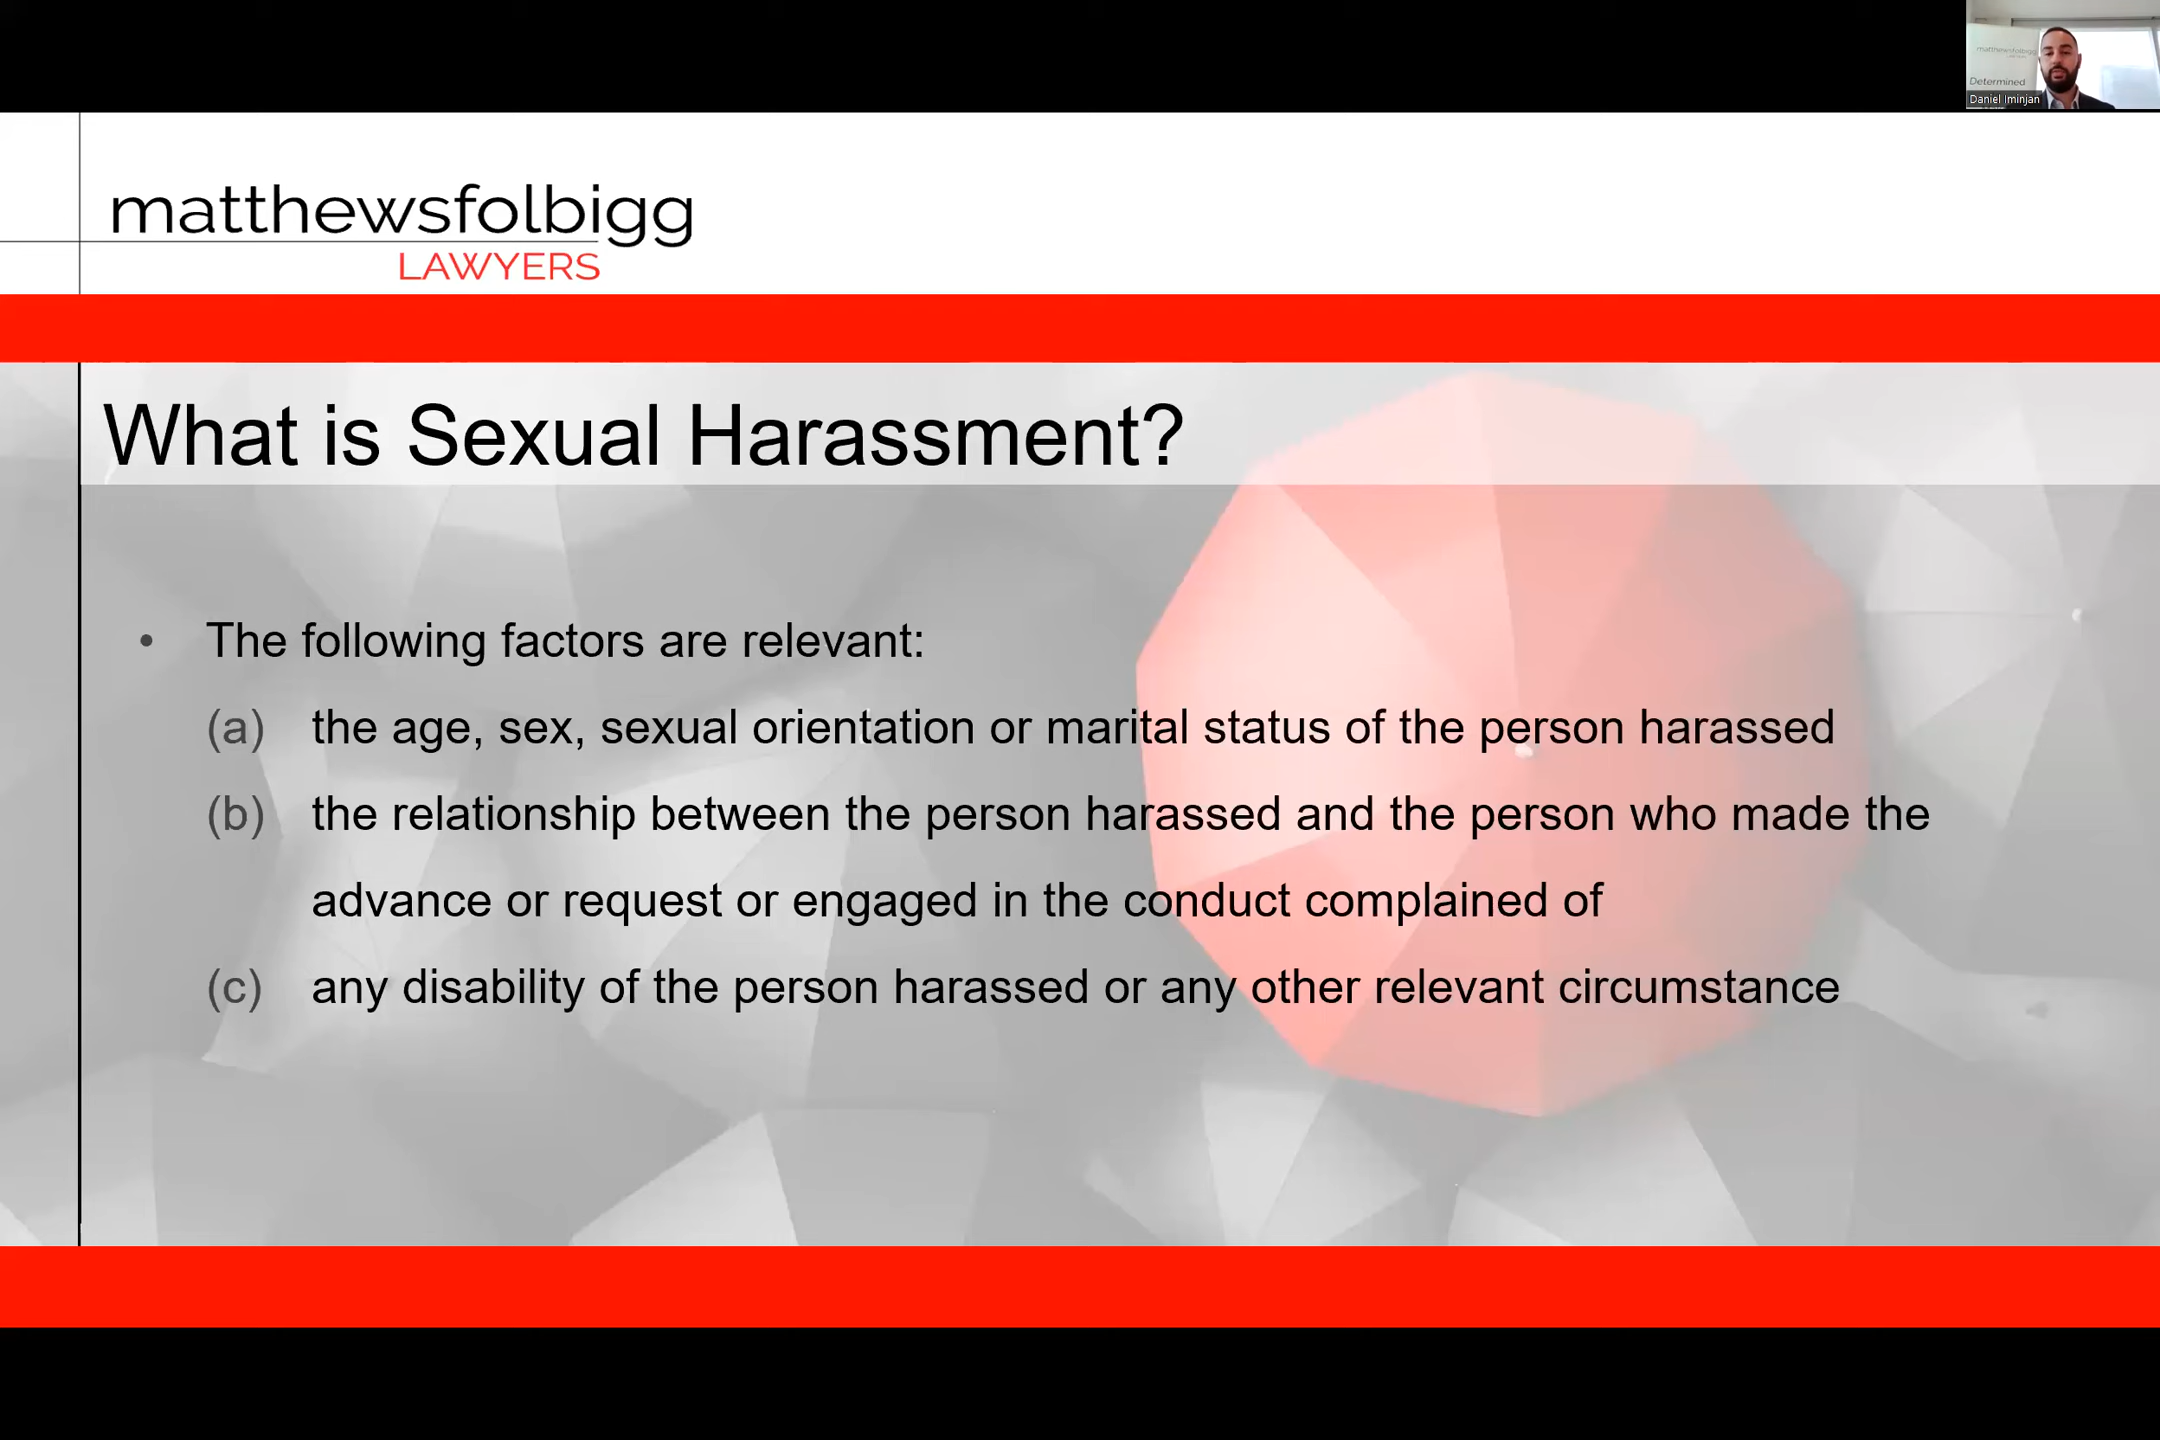 matthewsfolbigg
Determined
Daniel Iminjan
matthewsfolbigg
LAWYERS
What is Sexual Harassment?
• The following factors are relevant:
(a) the age, sex, sexual orientation or marital status of the person harassed
(b) the relationship between the person harassed and the person who made the
advance or request or engaged in the conduct complained of
(c) any disability of the person harassed or any other relevant circumstance